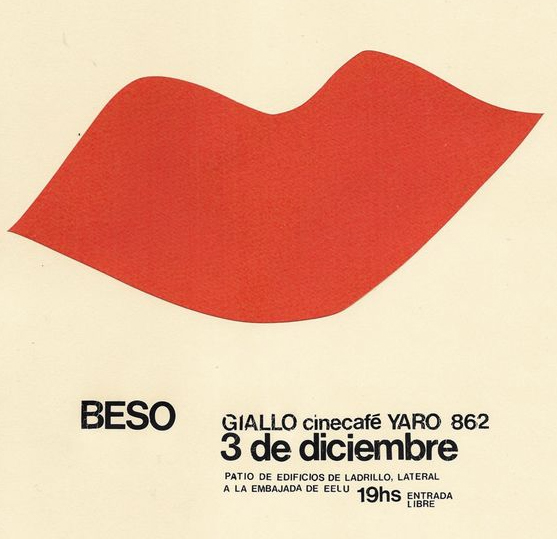 BESO
GIALLO cinecafé YARO 862
3 de diciembre
PATIO DE EDIFICIOS DE LADRILLO, LATERAL
A LA EMBAJADA DE EELU 19hs ENTRADA
LIBRE